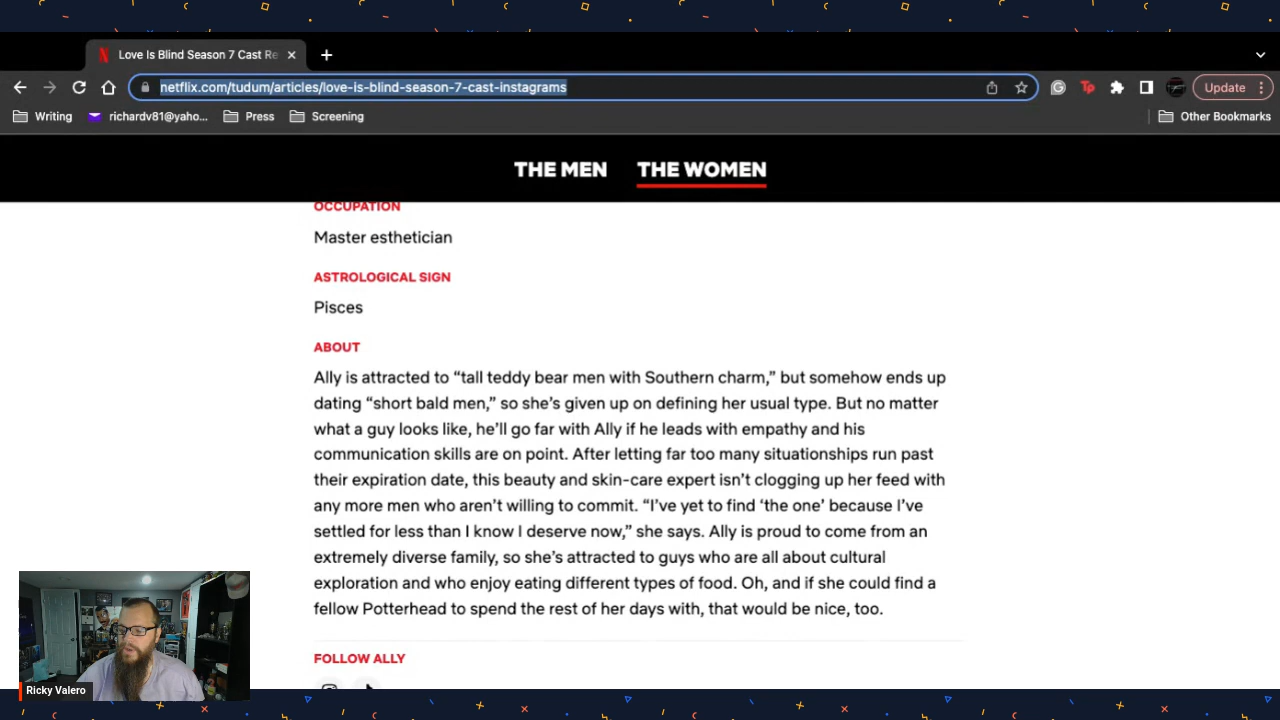 Love Is Blind Season 7 Cast Re
netflix.com/tudum/articles/love-is-blind-season-7-cast-instagrams
Update
Writing
richardv81@yaho...
Press
Screening
Other Bookmarks
THE MEN
THE WOMEN
OCCUPATION
Master esthetician
ASTROLOGICAL SIGN
Pisces
ABOUT
Ally is attracted to “tall teddy bear men with Southern charm,” but somehow ends up
dating “short bald men,” so she’s given up on defining her usual type. But no matter
what a guy looks like, he’ll go far with Ally if he leads with empathy and his
communication skills are on point. After letting far too many situationships run past
their expiration date, this beauty and skin-care expert isn’t clogging up her feed with
any more men who aren’t willing to commit. “I’ve yet to find ‘the one’ because I’ve
settled for less than I know I deserve now,” she says. Ally is proud to come from an
extremely diverse family, so she’s attracted to guys who are all about cultural
exploration and who enjoy eating different types of food. Oh, and if she could find a
fellow Potterhead to spend the rest of her days with, that would be nice, too.
FOLLOW ALLY
Ricky Valero